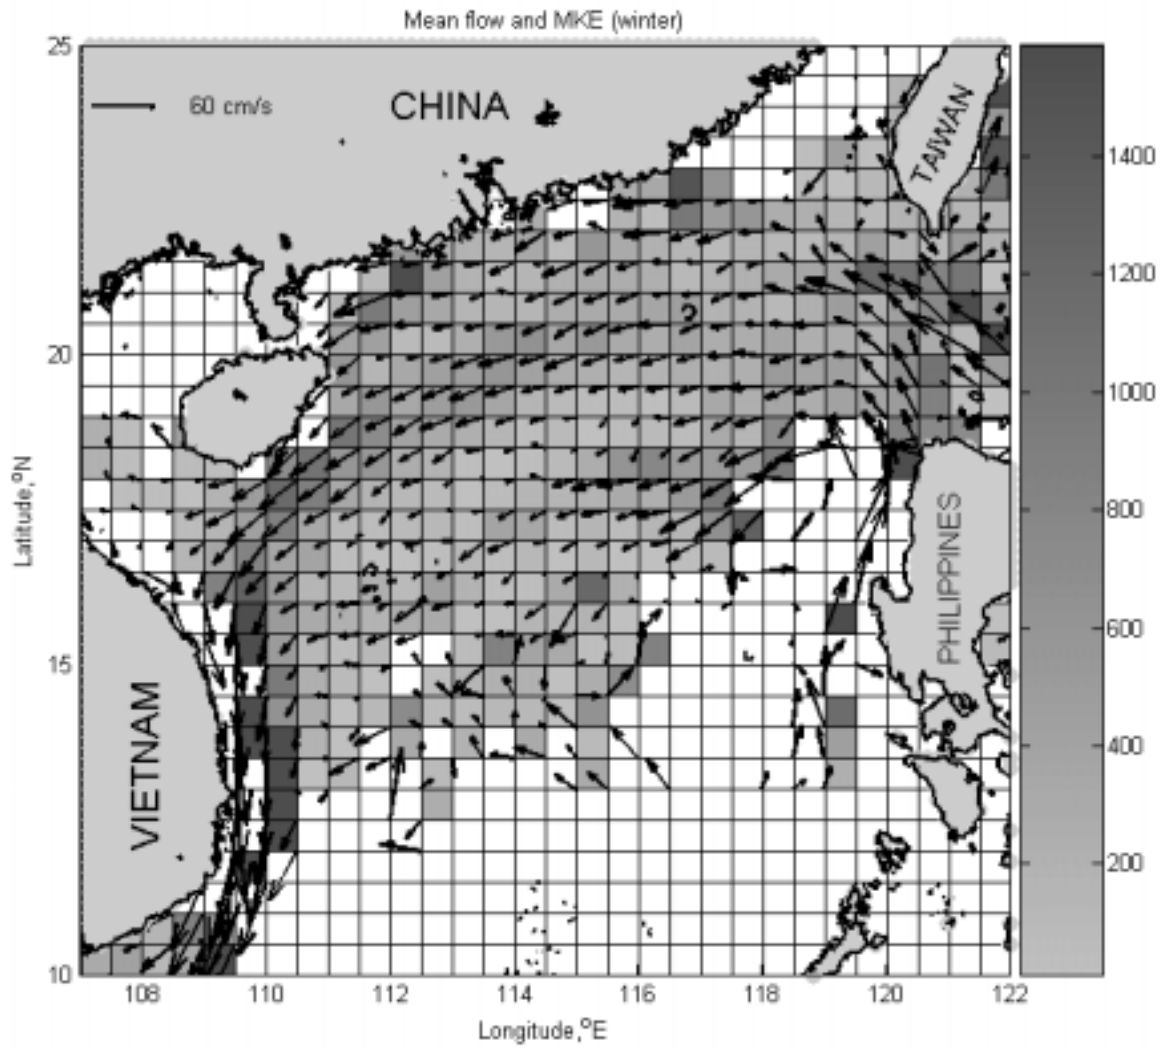 Mean flow and MKE (winter)
25
60 cm/s
CHINA
TAIWAN
1400
1200
20
1000
Latitude,°N
800
PHILIPPINES
600
15
VIETNAM
400
200
10
108 110 112 114 116 118 120 122
Longitude,°E